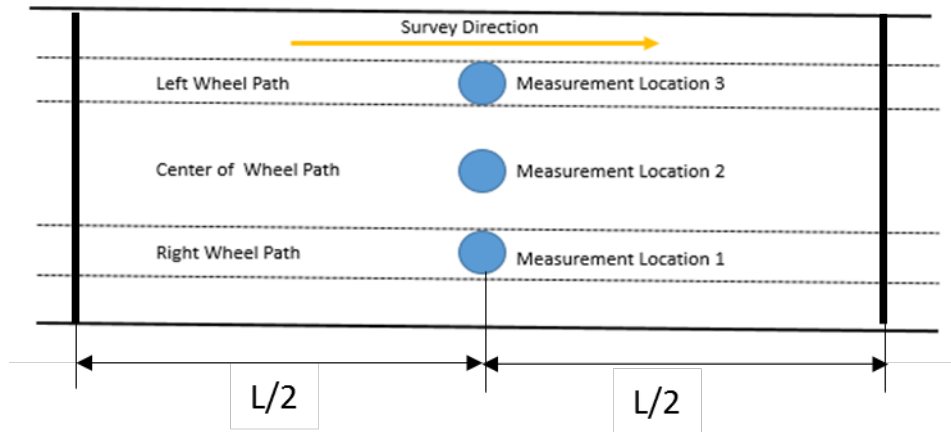 Survey Direction
Left Wheel Path
Measurement Location 3
Center of  Wheel Path
Measurement Location 2
Right Wheel Path
Measurement Location 1
L/2
L/2